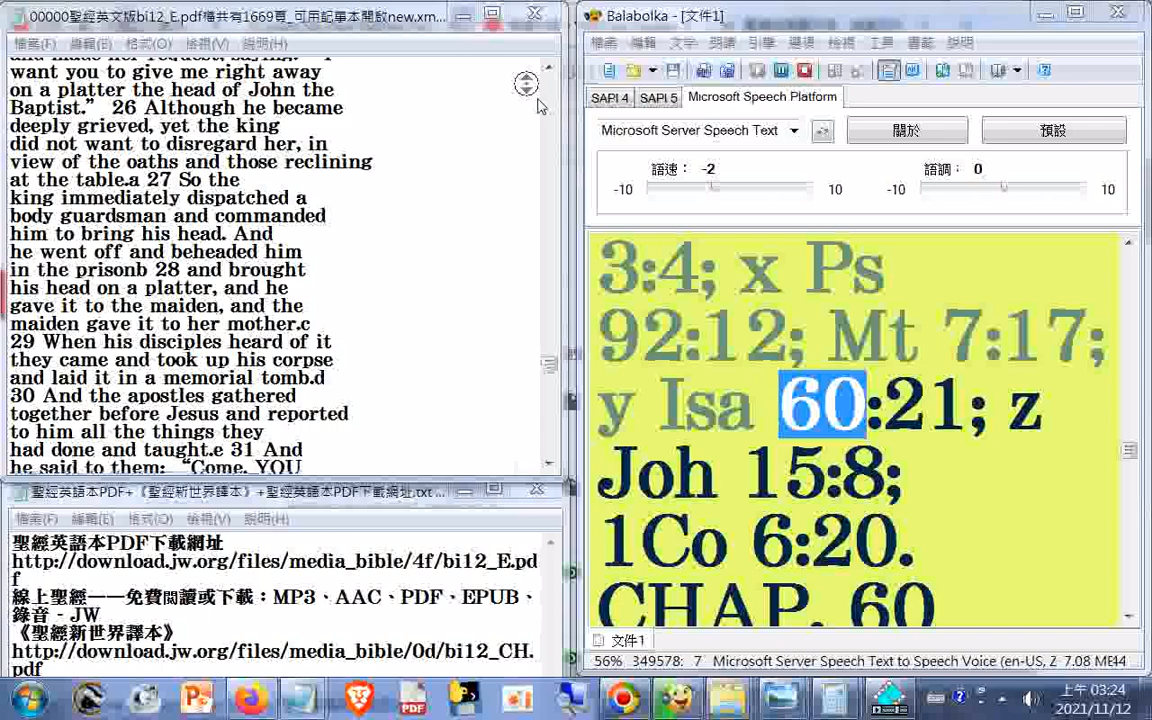 00000聖經英文版bi12_E.pdf檔共有1669頁_可用記事本開啟new.xm...
檔案(F) 編輯(E) 格式(O) 檢視(V) 說明(H)
want you to give me right away
on a platter the head of John the
Baptist.” 26 Although he became
deeply grieved, yet the king
did not want to disregard her, in
view of the oaths and those reclining
at the table.a 27 So the
king immediately dispatched a
body guardsman and commanded
him to bring his head. And
he went off and beheaded him
in the prisonb 28 and brought
his head on a platter, and he
gave it to the maiden, and the
maiden gave it to her mother.c
29 When his disciples heard of it
they came and took up his corpse
and laid it in a memorial tomb.d
30 And the apostles gathered
together before Jesus and reported
to him all the things they
had done and taught.e 31 And
he said to them: “Come, YOU
聖經英語本PDF+《聖經新世界譯本》+聖經英語本PDF下載網址.txt ...
檔案(F) 編輯(E) 格式(O) 檢視(V) 說明(H)
聖經英語本PDF下載網址
http://download.jw.org/files/media_bible/4f/bi12_E.pd
f
線上聖經——免費閱讀或下載：MP3、AAC、PDF、EPUB、
錄音 - JW
《聖經新世界譯本》
http://download.jw.org/files/media_bible/0d/bi12_CH.
pdf
Balabolka - [文件1]
檔案 編輯 文字 朗讀 引擎 選項 檢視 工具 書籤 說明
SAPI 4 SAPI 5 Microsoft Speech Platform
Microsoft Server Speech Text 關於 預設
語速： -2 語調： 0
-10 10 -10 10
3:4; x Ps
92:12; Mt 7:17;
y Isa 60:21; z
Joh 15:8;
1Co 6:20.
CHAP. 60
文件1
56% 349578: 7 Microsoft Server Speech Text to Speech Voice (en-US, Z 7.08 ME44
上午 03:24
2021/11/12